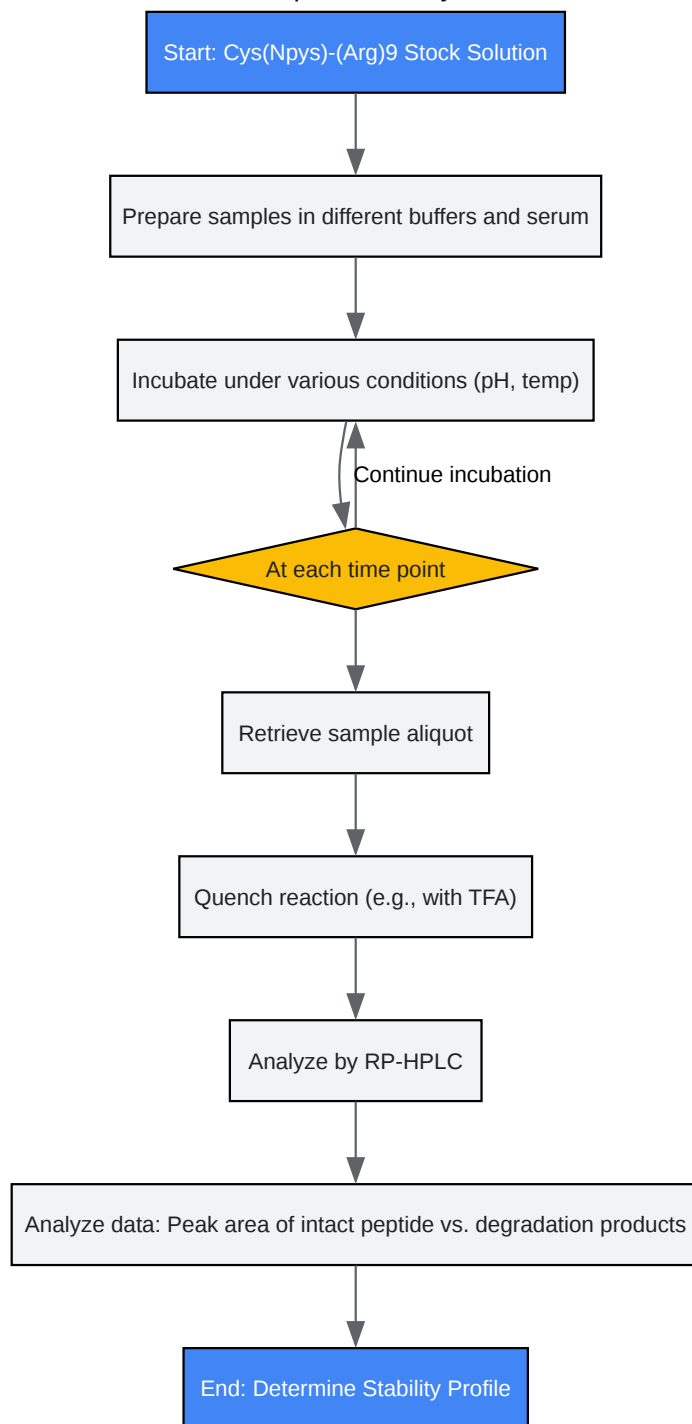 Start: Cys(Npys)-(Arg)9 Stock Solution
Prepare samples in different buffers and serum
Incubate under various conditions (pH, temp)
Continue incubation
At each time point
Retrieve sample aliquot
Quench reaction (e.g., with TFA)
Analyze by RP-HPLC
Analyze data: Peak area of intact peptide vs. degradation products
End: Determine Stability Profile